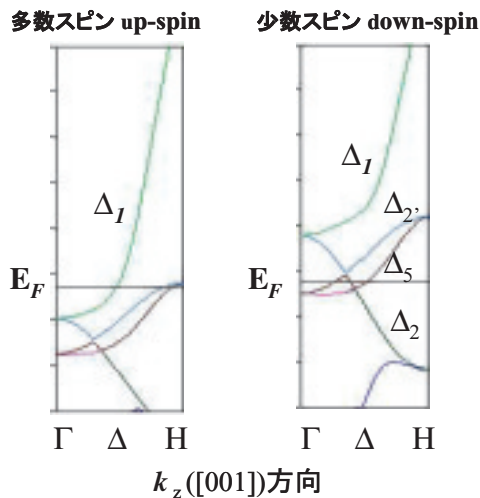 多数スピン up-spin
少数スピン down-spin
Δ1
E_F
Γ Δ H
Δ1
Δ2'
E_F
Δ5
Δ2
Γ Δ H
k_z([001])方向